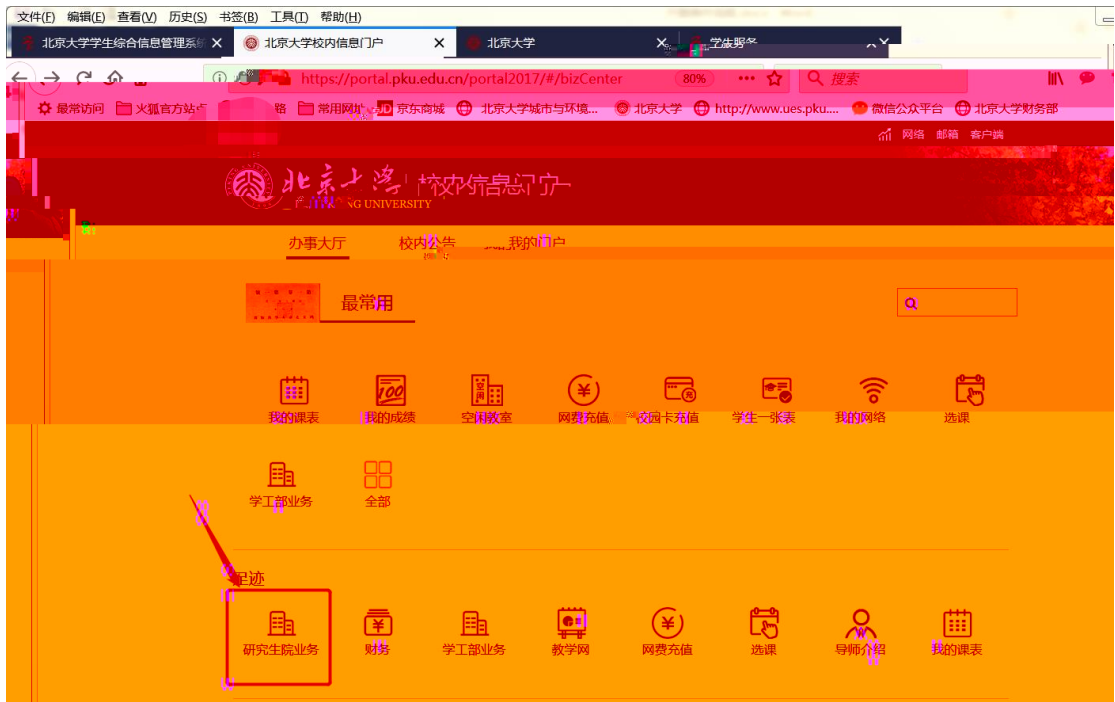 文件(F) 编辑(E) 查看(V) 历史(S) 书签(B) 工具(T) 帮助(H)
北京大学学生综合信息管理系统 北京大学校内信息门户 北京大学
https://portal.pku.edu.cn/portal2017/#/bizCenter 80% 搜索
最常访问 火狐官方站点 常用网址 京东商城 北京大学城市与环境... 北京大学 http://www.ues.pku.... 微信公众平台 北京大学财务部
网络 邮箱 客户端
北京大学 校内信息门户
NG UNIVERSITY
办事大厅 校内公告 我的门户
最常用
我的课表 我的成绩 空闲教室 网费充值 校园卡充值 学生一张表 我的网络 选课
学工部业务 全部
足迹
研究生院业务 财务 学工部业务 教学网 网费充值 选课 导师介绍 我的课表